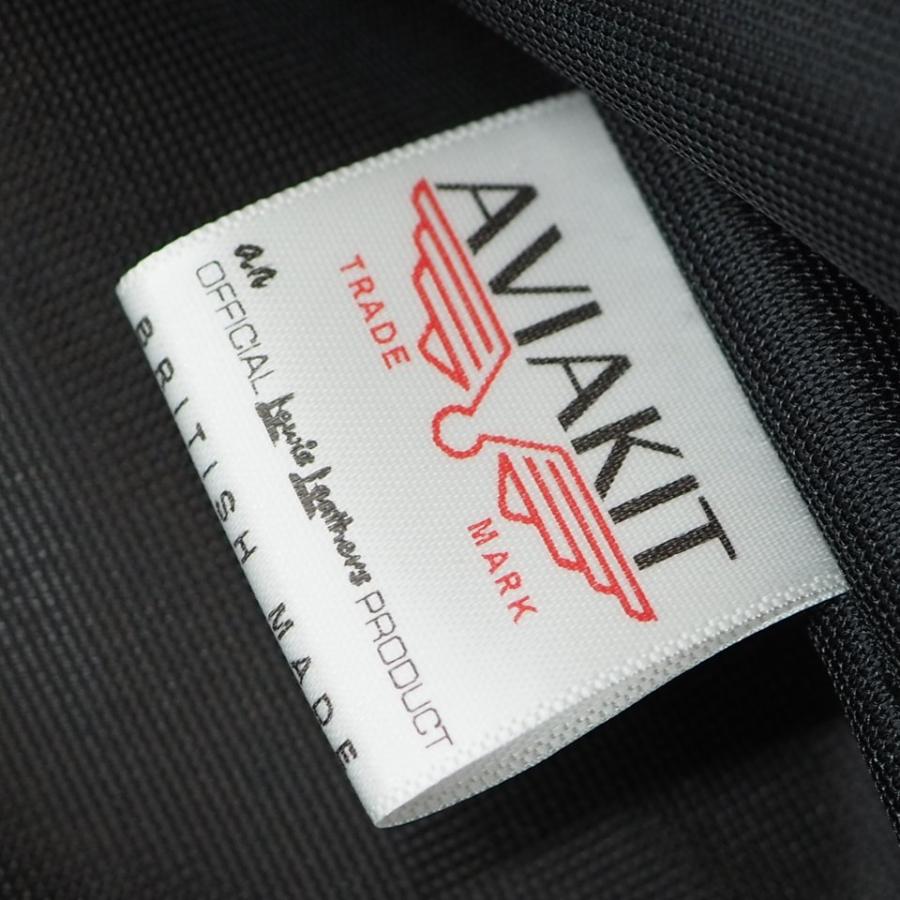 AVIAKIT
TRADE MARK
an
OFFICIAL Lewis Leathers PRODUCT
BRITISH MADE